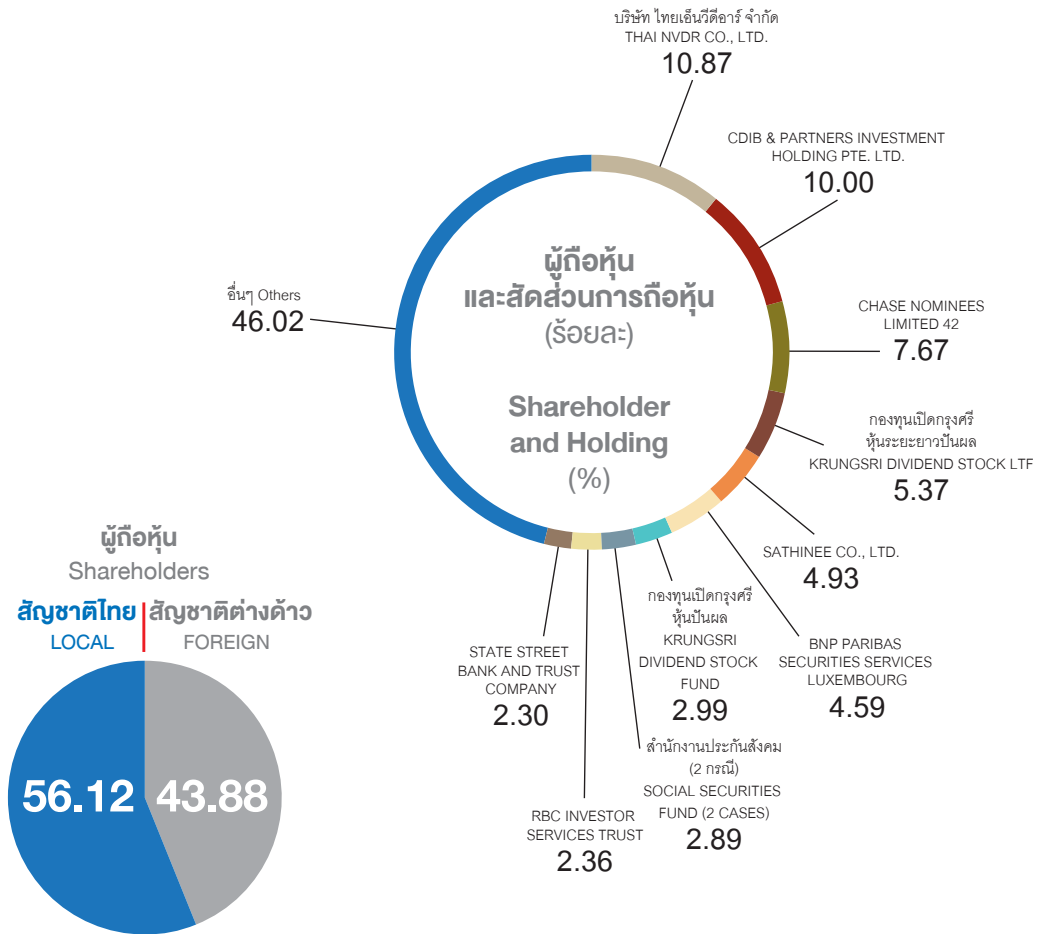 บริษัท ไทยเอ็นวีดีอาร์ จำกัด
THAI NVDR CO., LTD.
10.87
CDIB & PARTNERS INVESTMENT
HOLDING PTE. LTD.
10.00
CHASE NOMINEES
LIMITED 42
7.67
กองทุนเปิดกรุงศรี
หุ้นระยะยาวปันผล
KRUNGSRI DIVIDEND STOCK LTF
5.37
SATHINEE CO., LTD.
4.93
BNP PARIBAS
SECURITIES SERVICES
LUXEMBOURG
4.59
กองทุนเปิดกรุงศรี
หุ้นปันผล
KRUNGSRI
DIVIDEND STOCK
FUND
2.99
สำนักงานประกันสังคม
(2 กรณี)
SOCIAL SECURITIES
FUND (2 CASES)
2.89
RBC INVESTOR
SERVICES TRUST
2.36
STATE STREET
BANK AND TRUST
COMPANY
2.30
อื่นๆ Others
46.02
ผู้ถือหุ้น
และสัดส่วนการถือหุ้น
(ร้อยละ)
Shareholder
and Holding
(%)
ผู้ถือหุ้น
Shareholders
สัญชาติไทย
LOCAL
สัญชาติต่างด้าว
FOREIGN
56.12
43.88